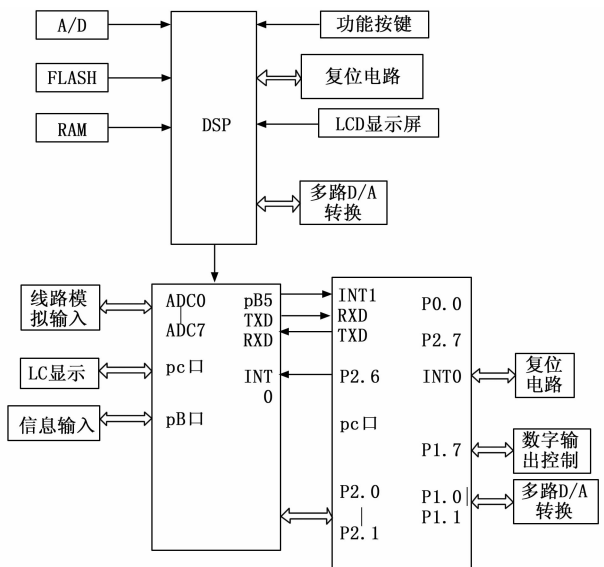 A/D
FLASH
RAM
DSP
功能按键
复位电路
LCD显示屏
多路D/A
转换
线路模
拟输入
LC显示
信息输入
ADC0
ADC7
pc口
pB口
pB5
TXD
RXD
INT
0
INT1
RXD
TXD
P2.6
pc口
P2.0
P2.1
P0.0
P2.7
INT0
P1.7
P1.0
P1.1
复位
电路
数字输
出控制
多路D/A
转换